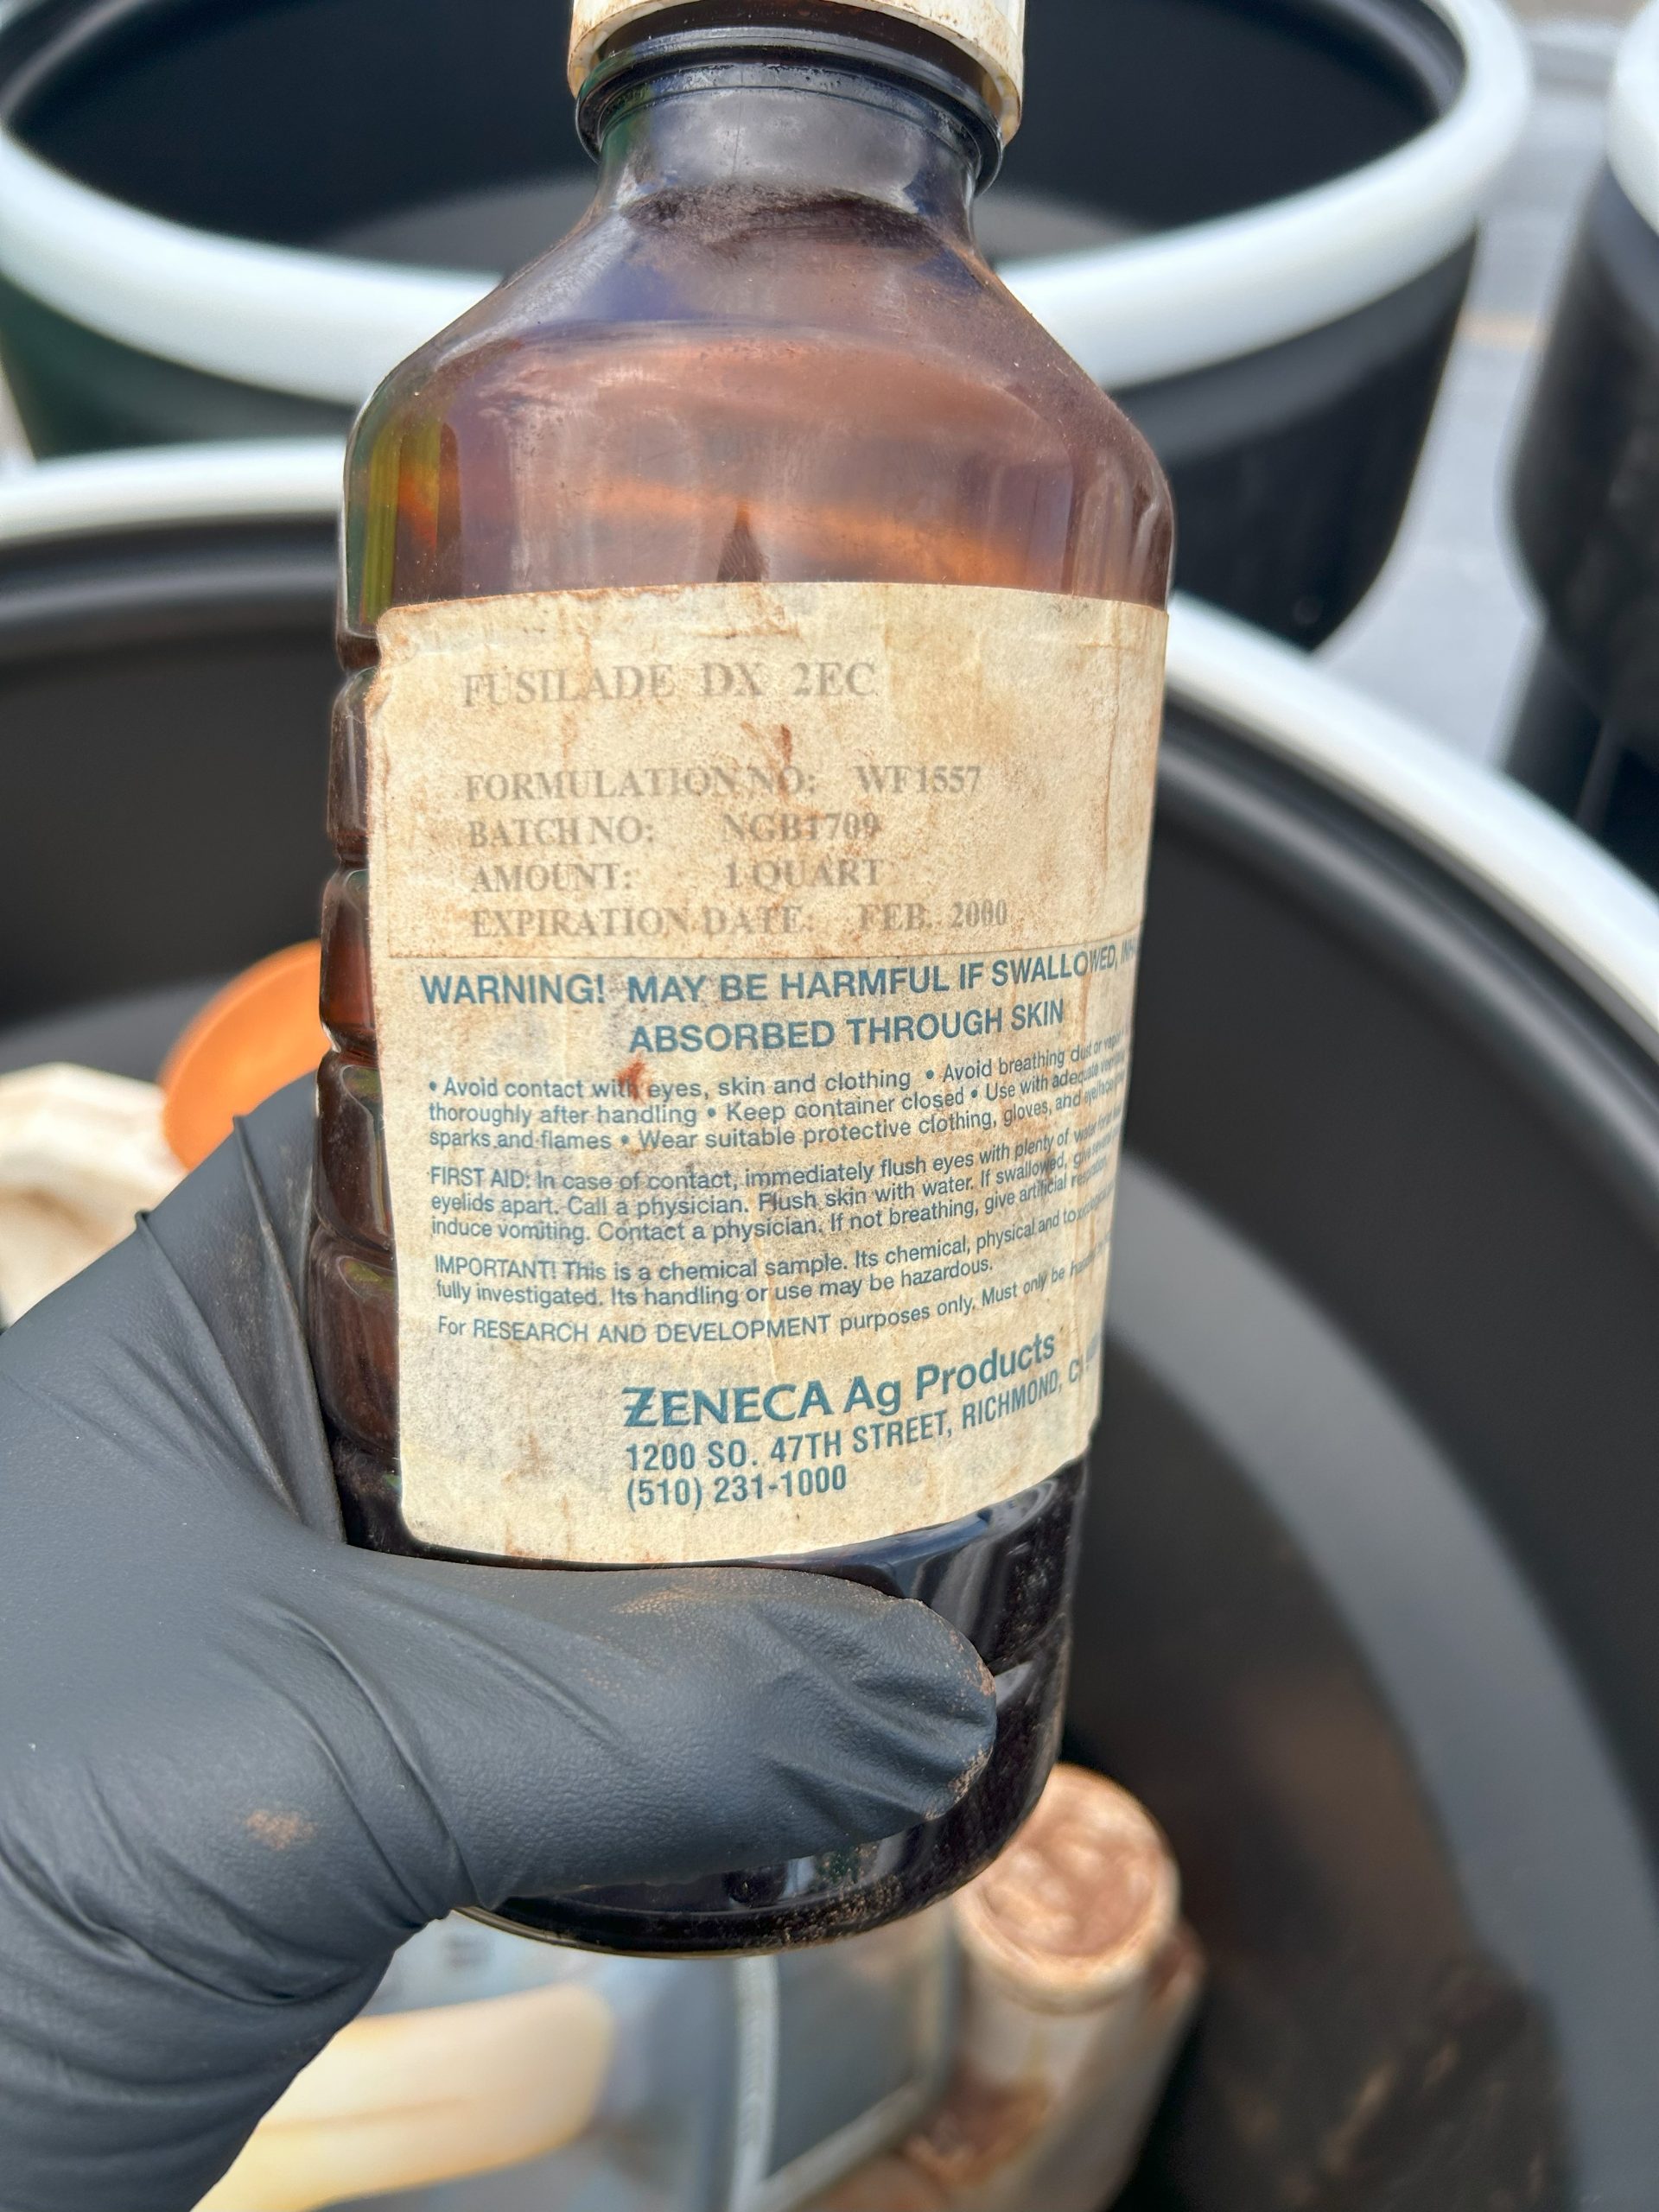 FUSILADE DX 2EC
FORMULATION NO: WF1557
BATCH NO: NGB1709
AMOUNT: 1 QUART
EXPIRATION DATE: FEB. 2000
WARNING! MAY BE HARMFUL IF SWALLOWED,
ABSORBED THROUGH SKIN
• Avoid contact with eyes, skin and clothing • Avoid breathing dust or
thoroughly after handling • Keep container closed • Use with adequate
sparks and flames • Wear suitable protective clothing, gloves, and
FIRST AID: In case of contact, immediately flush eyes with plenty of water
eyelids apart. Call a physician. Flush skin with water. If swallowed, give
induce vomiting. Contact a physician. If not breathing, give artificial
IMPORTANT! This is a chemical sample. Its chemical, physical and
fully investigated. Its handling or use may be hazardous.
For RESEARCH AND DEVELOPMENT purposes only. Must only be
ZENECA Ag Products
1200 SO. 47TH STREET, RICHMOND,
(510) 231-1000